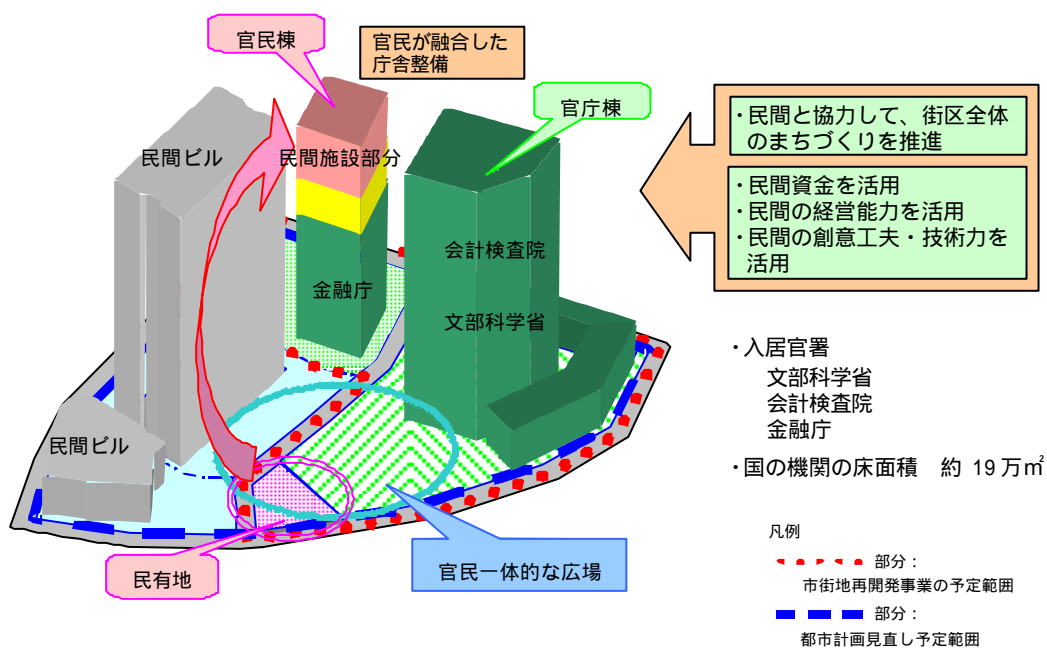 官民棟
官民が融合した
庁舎整備
官庁棟
民間ビル
民間施設部分
金融庁
会計検査院
文部科学省
民間ビル
民有地
官民一体的な広場
・民間と協力して、街区全体
のまちづくりを推進
・民間資金を活用
・民間の経営能力を活用
・民間の創意工夫・技術力を
活用
・入居官署
文部科学省
会計検査院
金融庁
・国の機関の床面積 約 19万㎡
凡例
部分：
市街地再開発事業の予定範囲
部分：
都市計画見直し予定範囲